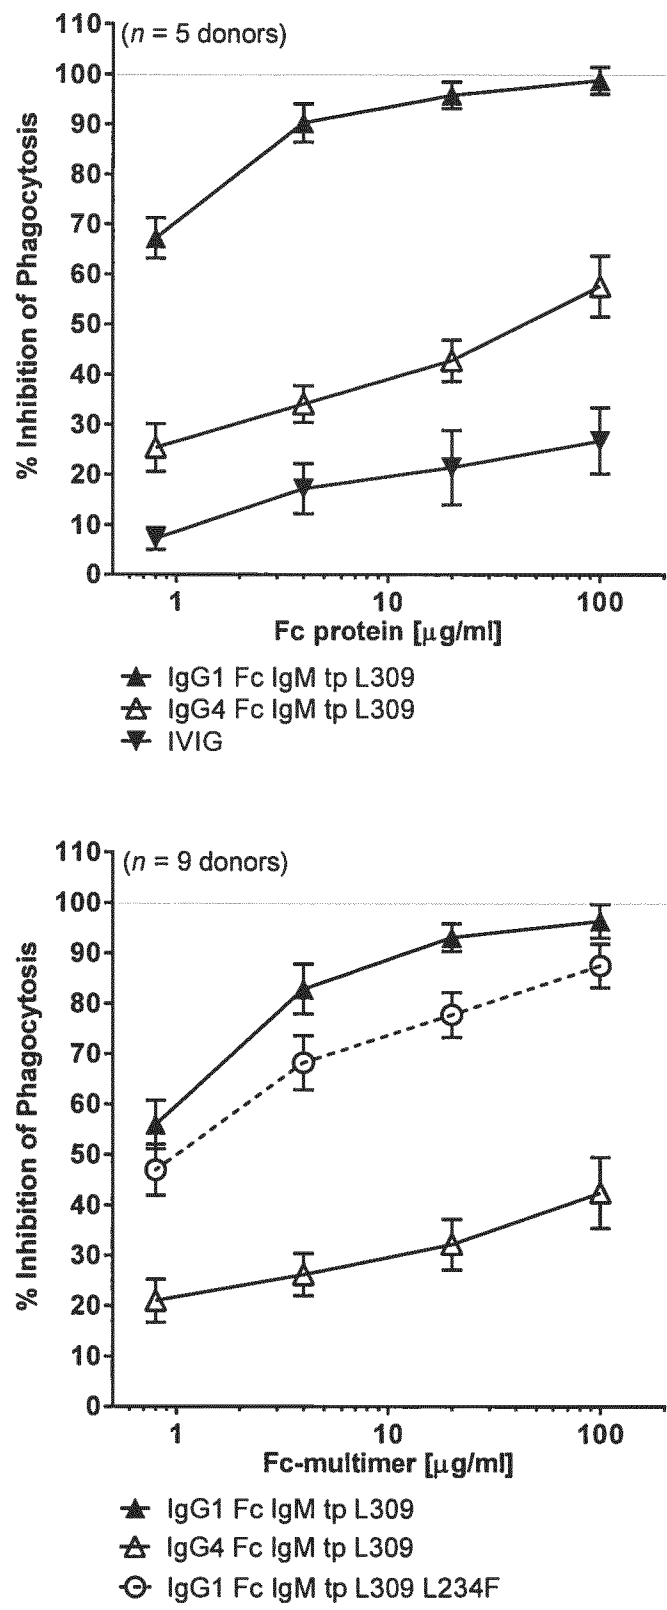 (n = 5 donors)
% Inhibition of Phagocytosis
110
100
90
80
70
60
50
40
30
20
10
0
1 10 100
Fc protein [μg/ml]
IgG1 Fc IgM tp L309
IgG4 Fc IgM tp L309
IVIG
(n = 9 donors)
% Inhibition of Phagocytosis
110
100
90
80
70
60
50
40
30
20
10
0
1 10 100
Fc-multimer [μg/ml]
IgG1 Fc IgM tp L309
IgG4 Fc IgM tp L309
IgG1 Fc IgM tp L309 L234F